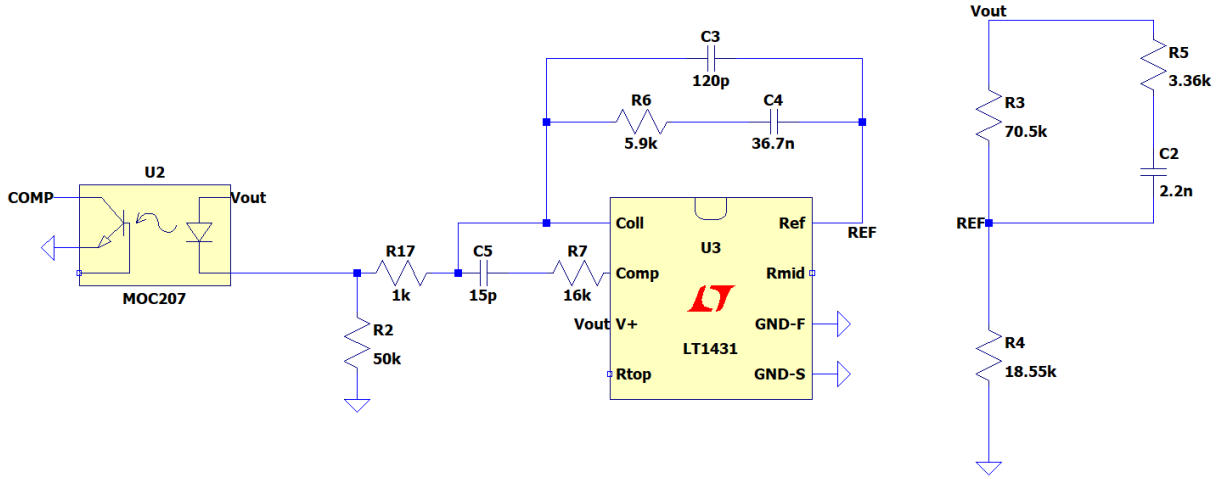 Vout
C3
R5
120p
3.36k
R6
C4
R3
70.5k
5.9k
36.7n
C2
U2
2.2n
COMP
Vout
Coll
Ref
REF
REF
U3
R17
C5
R7
Comp
Rmid
1k
15p
16k
MOC207
R2
50k
Vout
V+
GND-F
LT1431
R4
18.55k
Rtop
GND-S